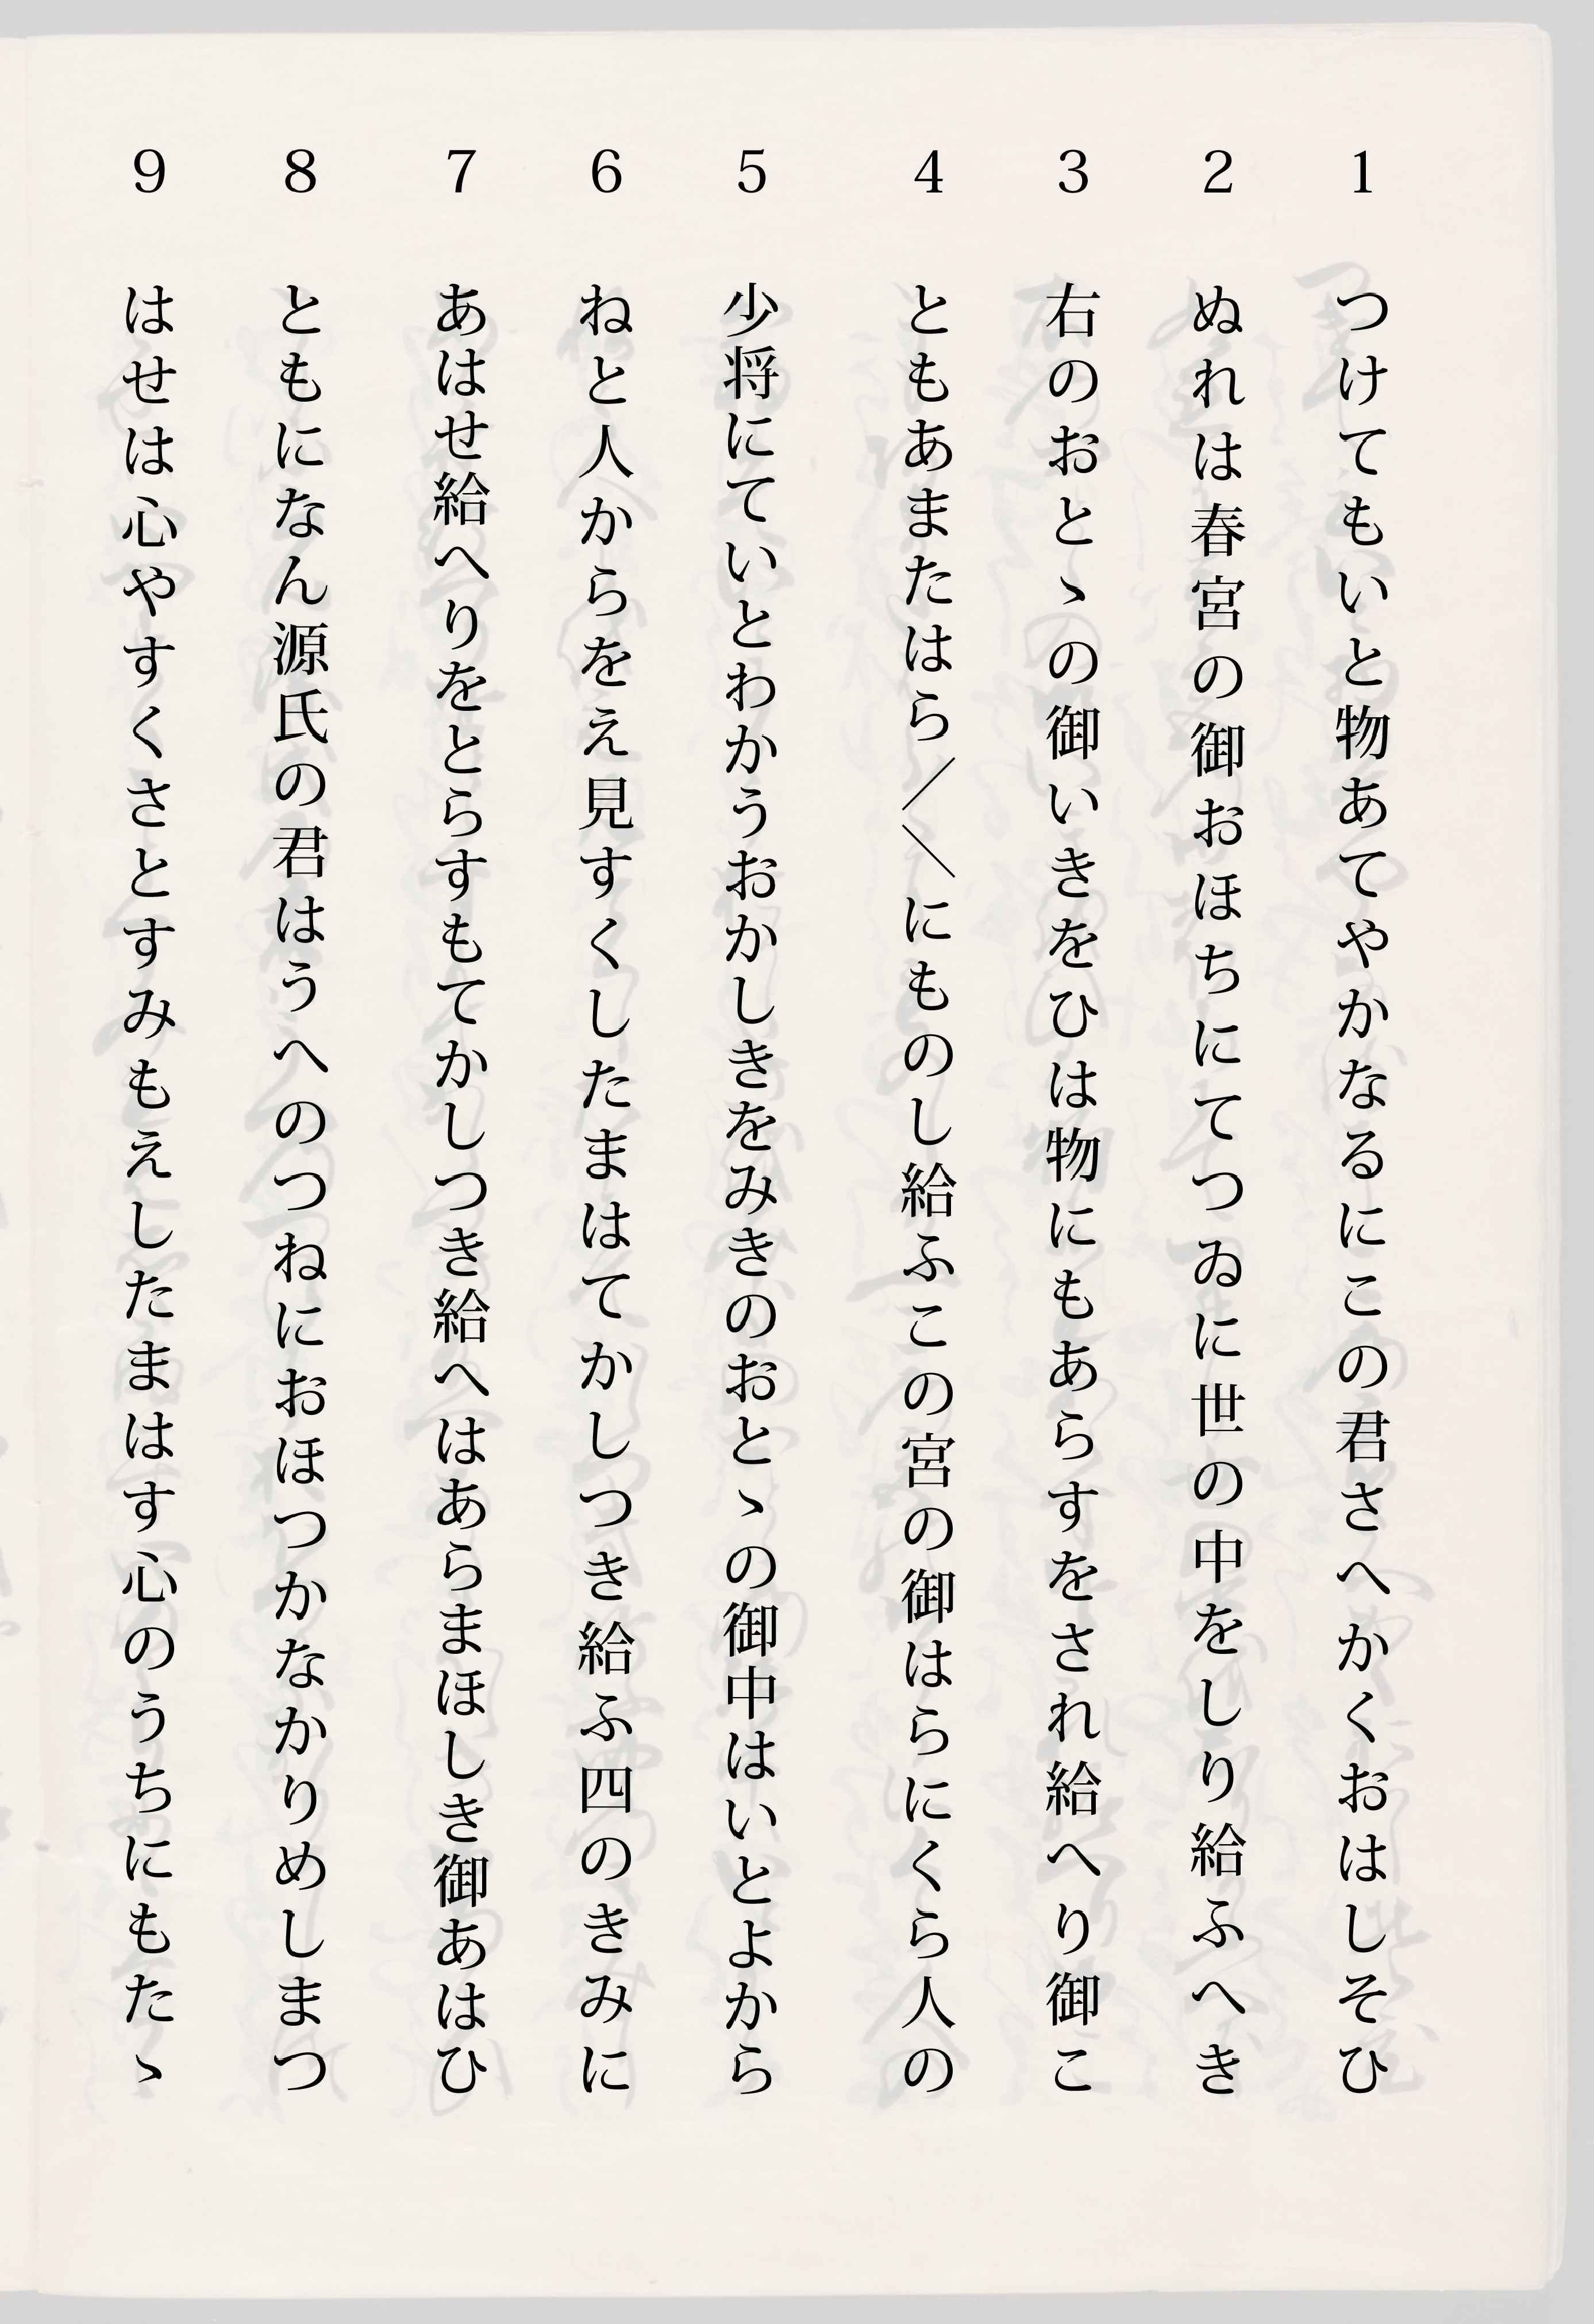 1 つけてもいと物あてやかなるにこの君さへかくおはしそひ
2 ぬれは春宮の御おほちにてつゐに世の中をしり給ふへき
3 右のおとゝの御いきをひは物にもあらすをされ給へり御こ
4 ともあまたはら／＼にものし給ふこの宮の御はらにくら人の
5 少将にていとわかうおかしきをみきのおとゝの御中はいとよから
6 ねと人からをえ見すくしたまはてかしつき給ふ四のきみに
7 あはせ給へりをとらすもてかしつき給へはあらまほしき御あはひ
8 ともになん源氏の君はうへのつねにおほつかなかりめしまつ
9 はせは心やすくさとすみもえしたまはす心のうちにもたゝ